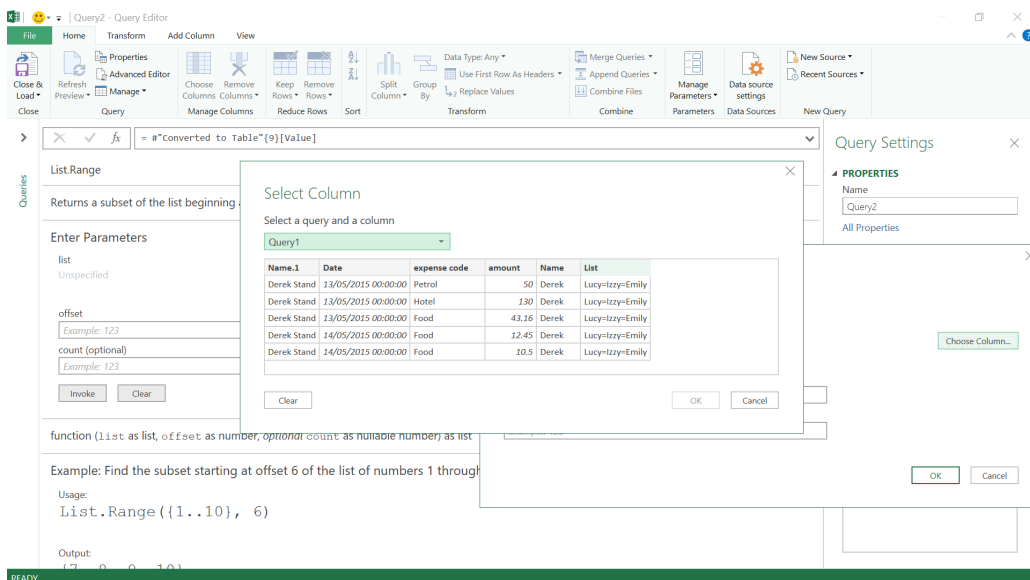 Query2 - Query Editor
File Home Transform Add Column View
Close & Load
Refresh Preview
Properties
Advanced Editor
Manage
Choose Columns
Remove Columns
Keep Rows
Remove Rows
Split Column
Group By
Data Type: Any
Use First Row As Headers
Replace Values
Merge Queries
Append Queries
Combine Files
Manage Parameters
Data source settings
New Source
Recent Sources
Close Query Manage Columns Reduce Rows Sort Transform Combine Parameters Data Sources New Query
fx = #"Converted to Table"{9}[Value]
Queries
List.Range
Returns a subset of the list beginning
Enter Parameters
list
Unspecified
offset
Example: 123
count (optional)
Example: 123
Invoke Clear
function (list as list, offset as number, optional count as nullable number) as list
Example: Find the subset starting at offset 6 of the list of numbers 1 through
Usage:
List.Range({1..10}, 6)
Output:
Select Column
Select a query and a column
Query1
Name.1 Date expense code amount Name List
Derek Stand 13/05/2015 00:00:00 Petrol 50 Derek Lucy=Izzy=Emily
Derek Stand 13/05/2015 00:00:00 Hotel 130 Derek Lucy=Izzy=Emily
Derek Stand 13/05/2015 00:00:00 Food 43.16 Derek Lucy=Izzy=Emily
Derek Stand 14/05/2015 00:00:00 Food 12.45 Derek Lucy=Izzy=Emily
Derek Stand 14/05/2015 00:00:00 Food 10.5 Derek Lucy=Izzy=Emily
Clear OK Cancel
Query Settings
PROPERTIES
Name
Query2
All Properties
Choose Column...
OK Cancel
READY